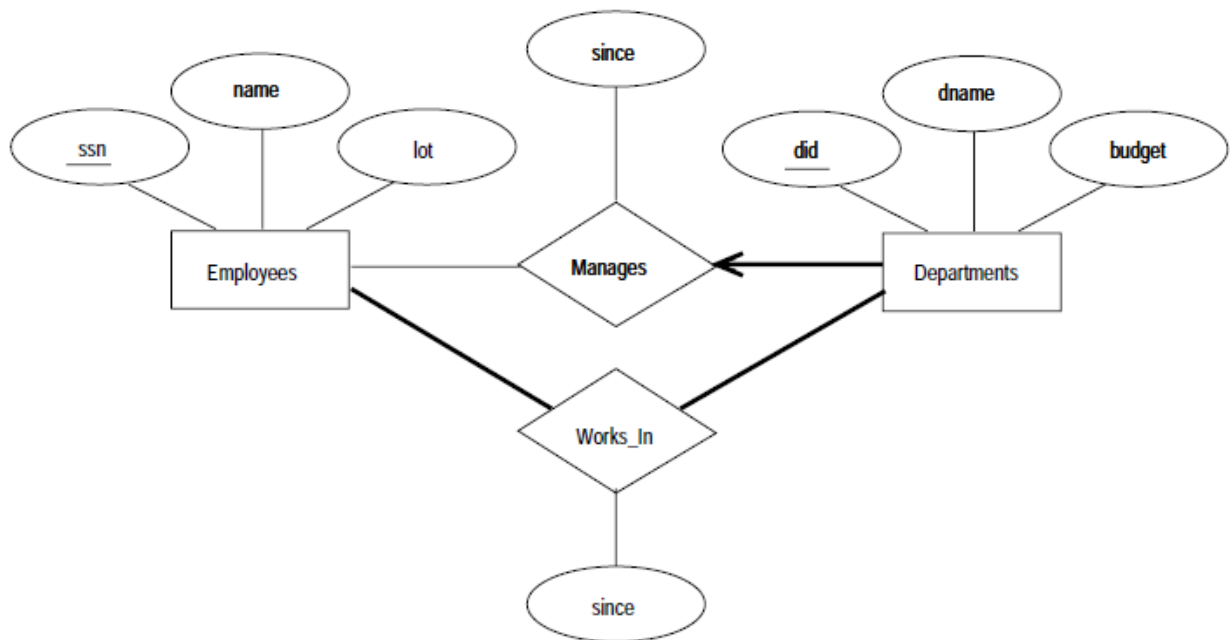 since
name
dname
ssn
lot
did
budget
Employees
Manages
Departments
Works_In
since